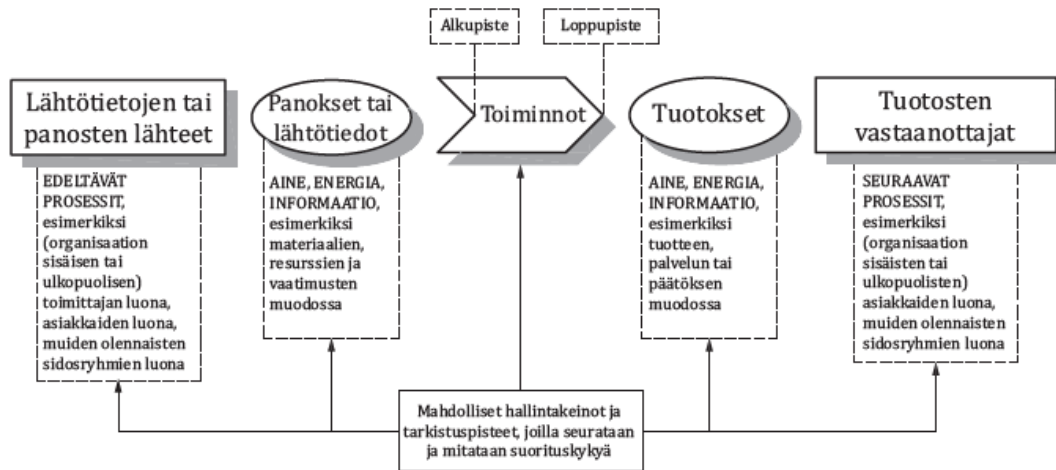 Alkupiste
Loppupiste
Lähtötietojen tai
panosten lähteet
Panokset tai
lähtötiedot
Toiminnot
Tuotokset
Tuotosten
vastaanottajat
EDELTÄVÄT
PROSESSIT,
esimerkiksi
(organisaation
sisäisen tai
ulkopuolisen)
toimittajan luona,
asiakkaiden luona,
muiden olennaisten
sidosryhmien luona
AINE, ENERGIA,
INFORMAATIO,
esimerkiksi
materiaalien,
resurssien ja
vaatimusten
muodossa
AINE, ENERGIA,
INFORMAATIO,
esimerkiksi
tuotteen,
palvelun tai
päätöksen
muodossa
SEURAAVAT
PROSESSIT,
esimerkiksi
(organisaation
sisäisten tai
ulkopuolisten)
asiakkaiden luona,
muiden olennaisten
sidosryhmien luona
Mahdolliset hallintakeinot ja
tarkistuspisteet, joilla seurataan
ja mitataan suorituskykyä